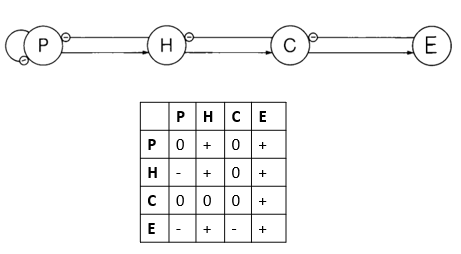 P H C E
P H C E
P 0 + 0 +
H - + 0 +
C 0 0 0 +
E - + - +